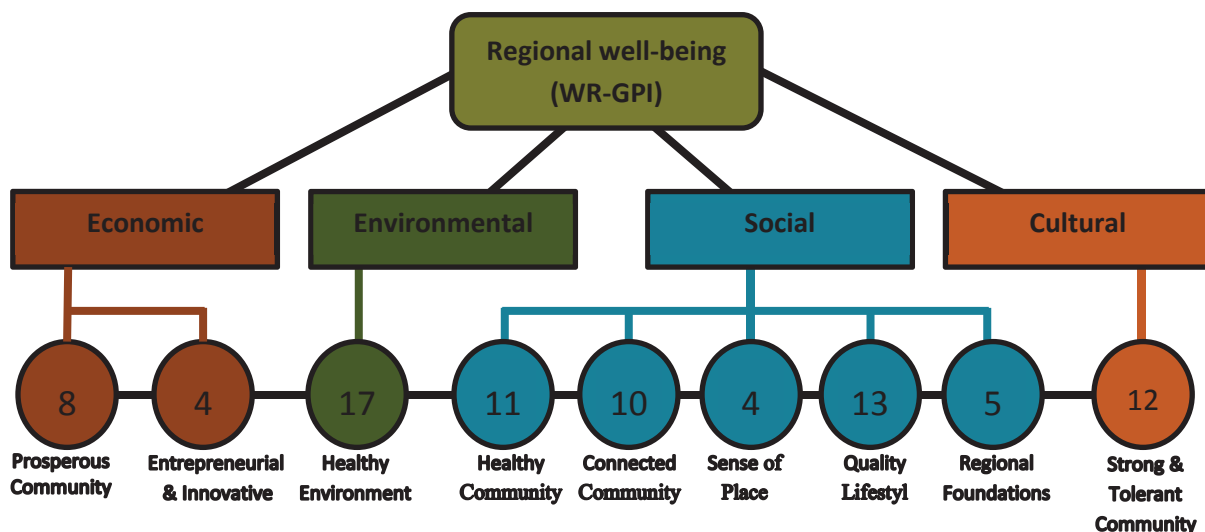 Regional well-being
(WR-GPI)
Economic
Environmental
Social
Cultural
8
4
17
11
10
4
13
5
12
Prosperous
Community
Entrepreneurial
& Innovative
Healthy
Environment
Healthy
Community
Connected
Community
Sense of
Place
Quality
Lifestyl
Regional
Foundations
Strong &
Tolerant
Community